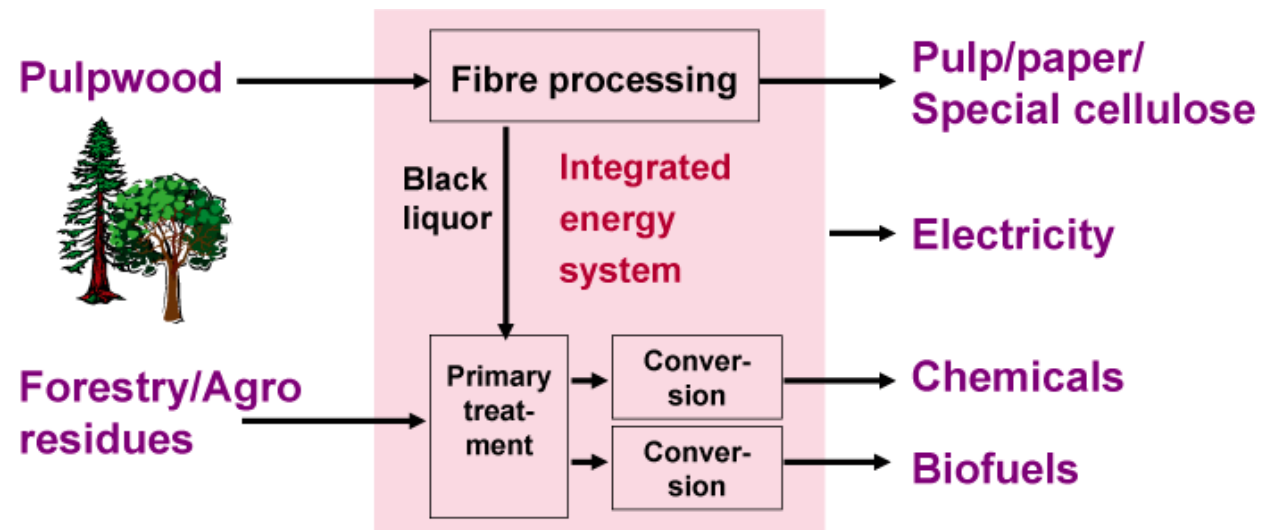 Pulpwood
Fibre processing
Pulp/paper/
Special cellulose
Black
liquor
Integrated
energy
system
Electricity
Forestry/Agro
residues
Primary
treat-
ment
Conver-
sion
Chemicals
Conver-
sion
Biofuels